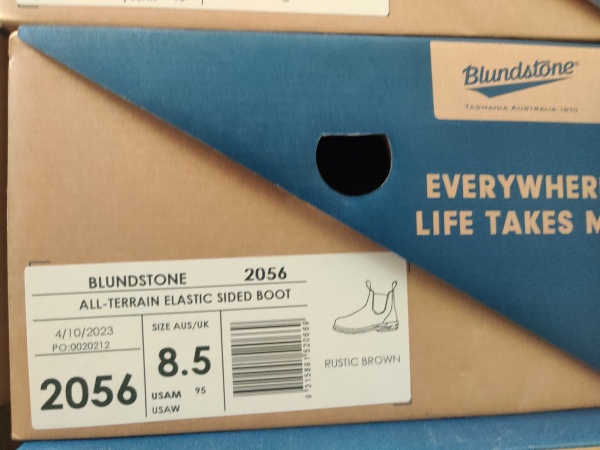 Blundstone
TASMANIA AUSTRALIA 1870
EVERYWHER
LIFE TAKES M
BLUNDSTONE 2056
ALL-TERRAIN ELASTIC SIDED BOOT
4/10/2023
PO:0020212
2056
SIZE AUS/UK
8.5
USAM 95
USAW
RUSTIC BROWN